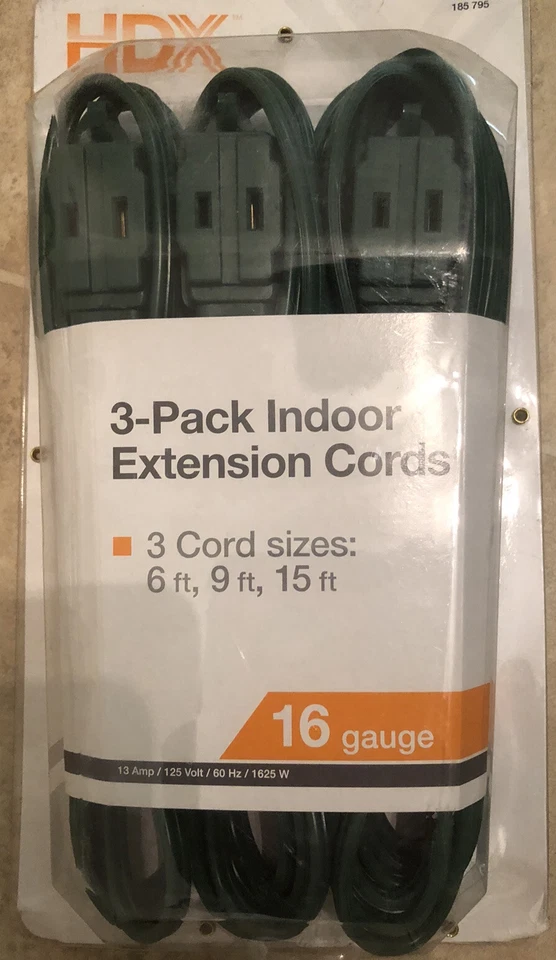 185 795
HDX™
3-Pack Indoor
Extension Cords
3 Cord sizes:
6 ft, 9 ft, 15 ft
16 gauge
13 Amp / 125 Volt / 60 Hz / 1625 W